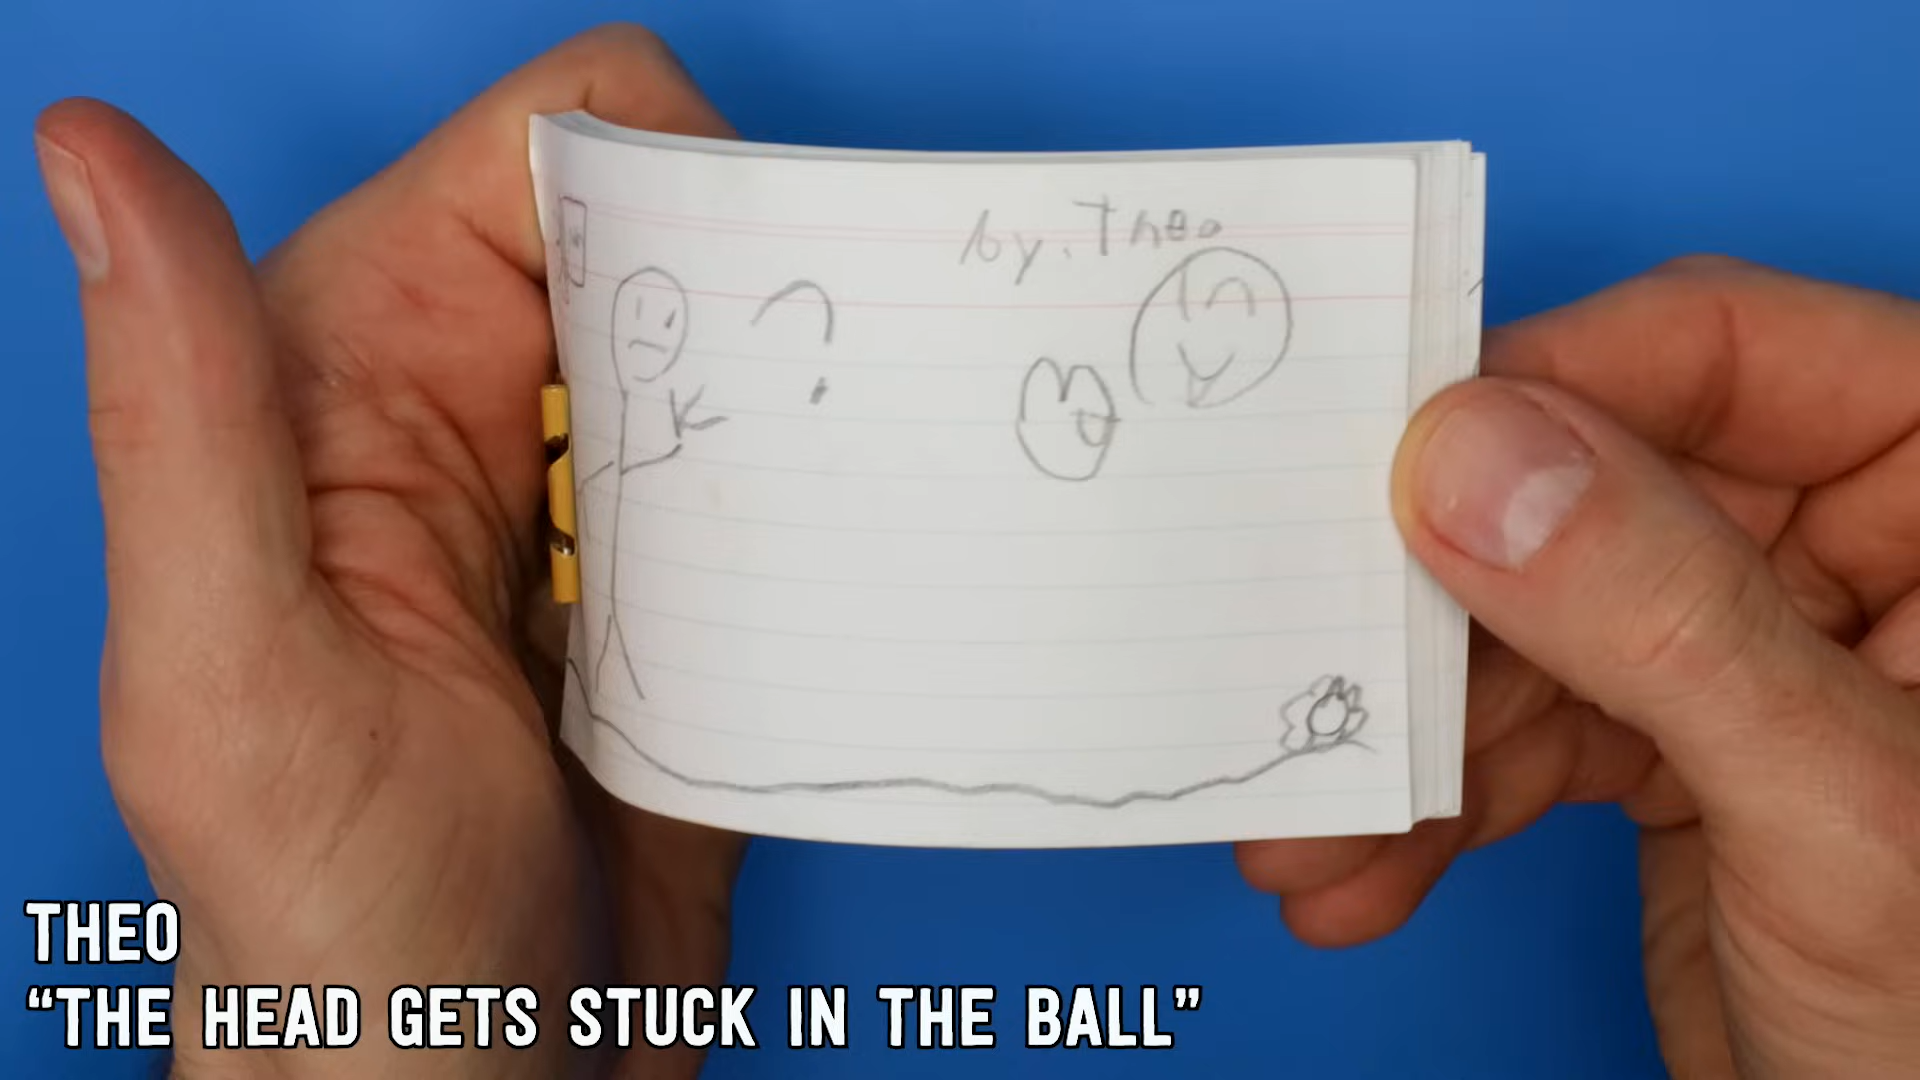 by. Theo
?
THEO
“THE HEAD GETS STUCK IN THE BALL”